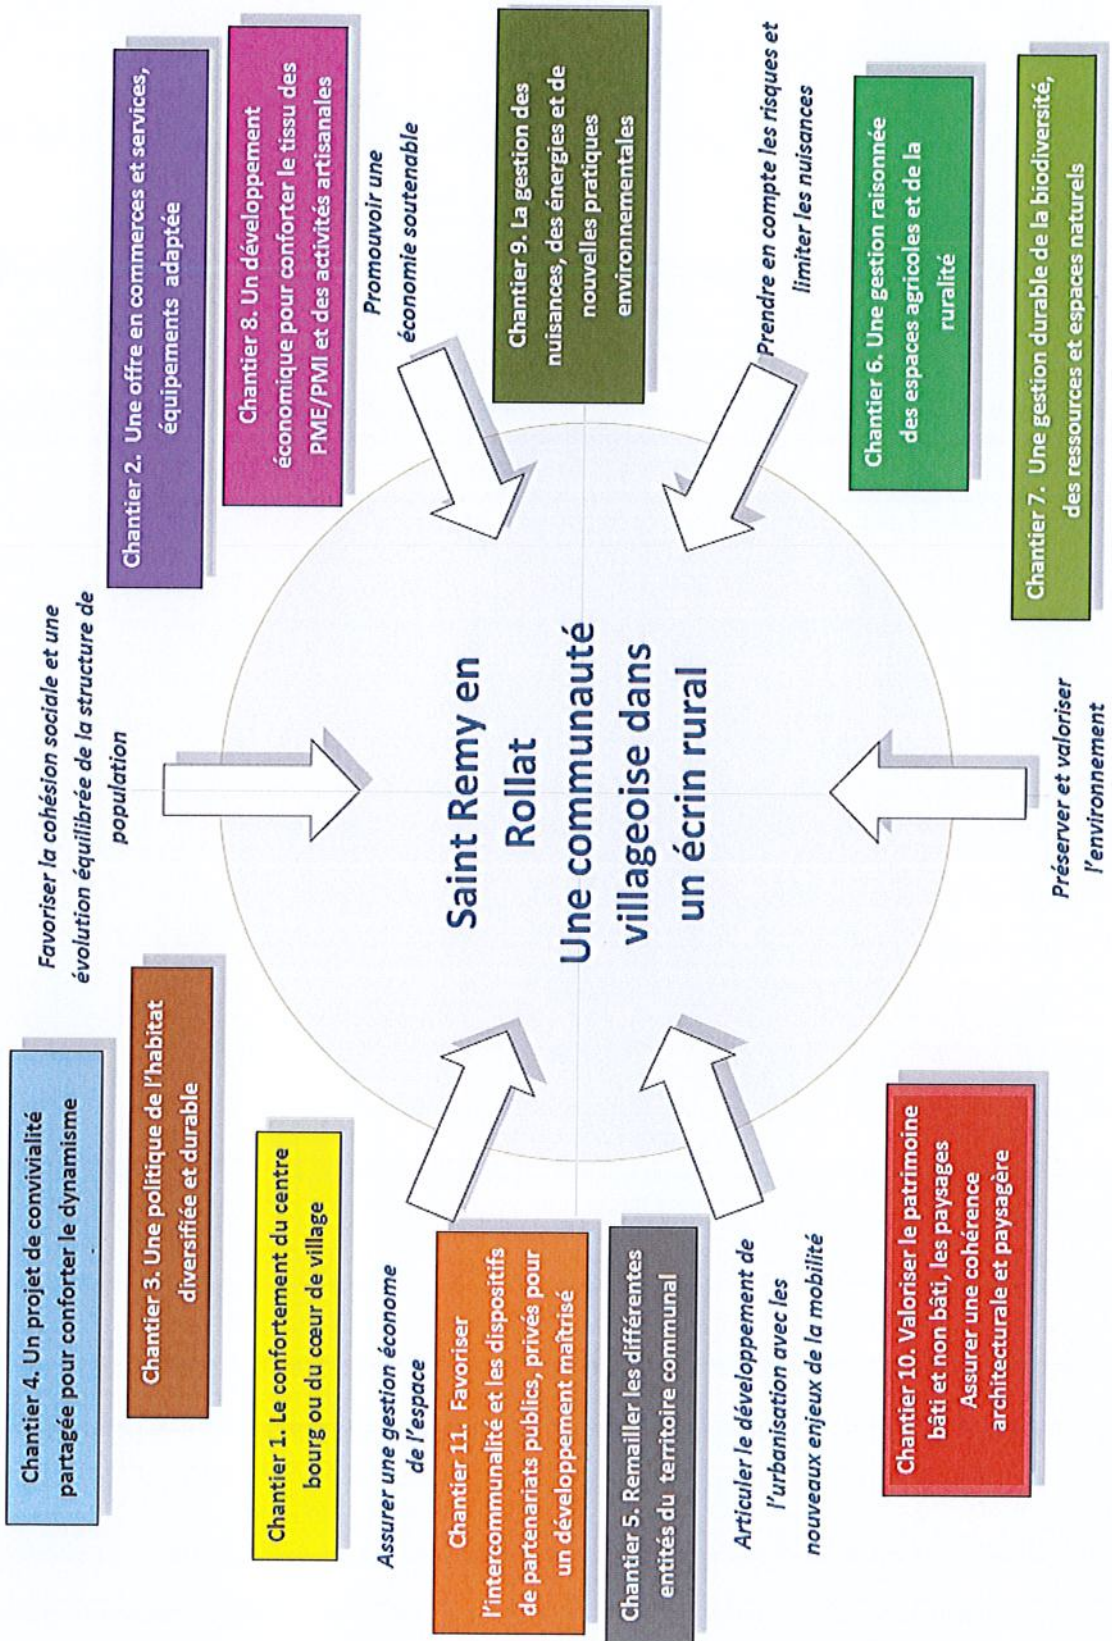 Chantier 4. Un projet de convivialité
partagée pour conforter le dynamisme
Chantier 3. Une politique de l'habitat
diversifiée et durable
Chantier 1. Le confortement du centre
bourg ou du cœur de village
Assurer une gestion économe
de l'espace
Chantier 11. Favoriser
l'intercommunalité et les dispositifs
de partenariats publics, privés pour
un développement maîtrisé
Chantier 5. Remailler les différentes
entités du territoire communal
Articuler le développement de
l'urbanisation avec les
nouveaux enjeux de la mobilité
Chantier 10. Valoriser le patrimoine
bâti et non bâti, les paysages
Assurer une cohérence
architecturale et paysagère
Favoriser la cohésion sociale et une
évolution équilibrée de la structure de
population
Saint Remy en
Rollat
Une communauté
villageoise dans
un écrin rural
Préserver et valoriser
l'environnement
Chantier 2. Une offre en commerces et services,
équipements adaptée
Chantier 8. Un développement
économique pour conforter le tissu des
PME/PMI et des activités artisanales
Promouvoir une
économie soutenable
Chantier 9. La gestion des
nuisances, des énergies et de
nouvelles pratiques
environnementales
Prendre en compte les risques et
limiter les nuisances
Chantier 6. Une gestion raisonnée
des espaces agricoles et de la
ruralité
Chantier 7. Une gestion durable de la biodiversité,
des ressources et espaces naturels